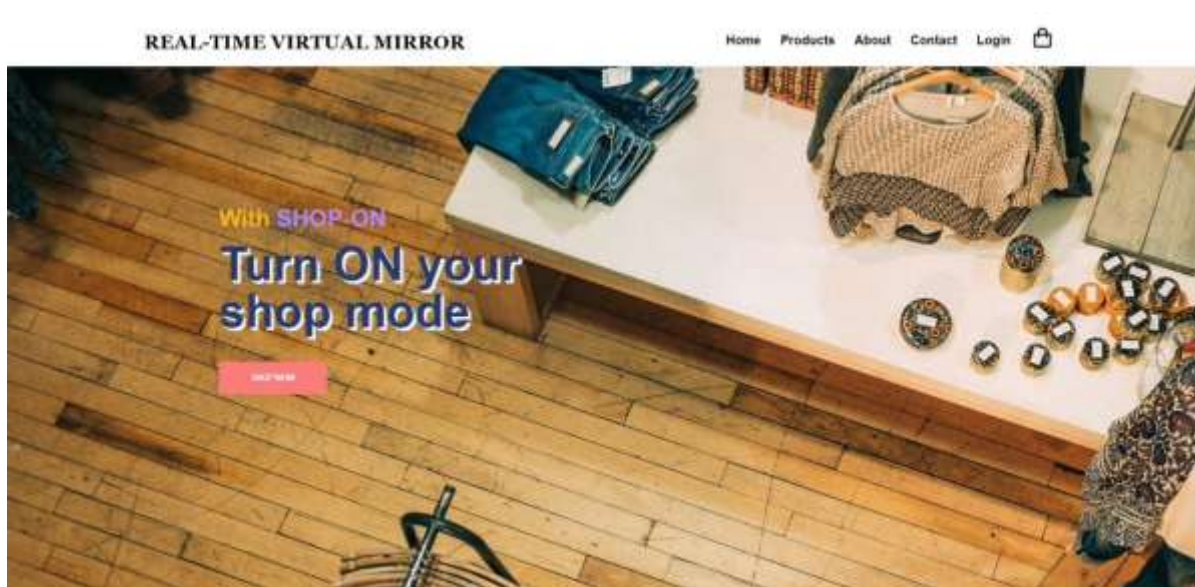 REAL-TIME VIRTUAL MIRROR
Home Products About Contact Login
With SHOP-ON
Turn ON your
shop mode